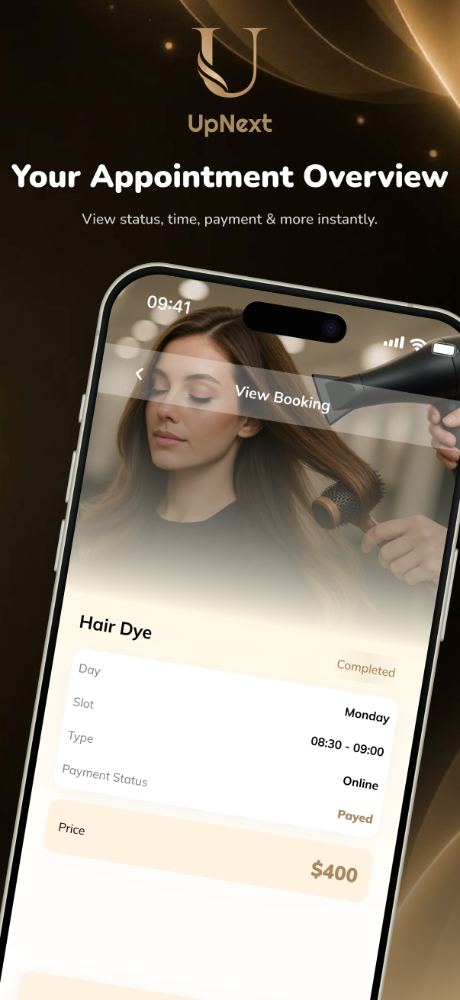 U
UpNext
Your Appointment Overview
View status, time, payment & more instantly.
09:41
View Booking
Hair Dye
Completed
Day Monday
Slot 08:30 - 09:00
Type Online
Payment Status Payed
Price $400